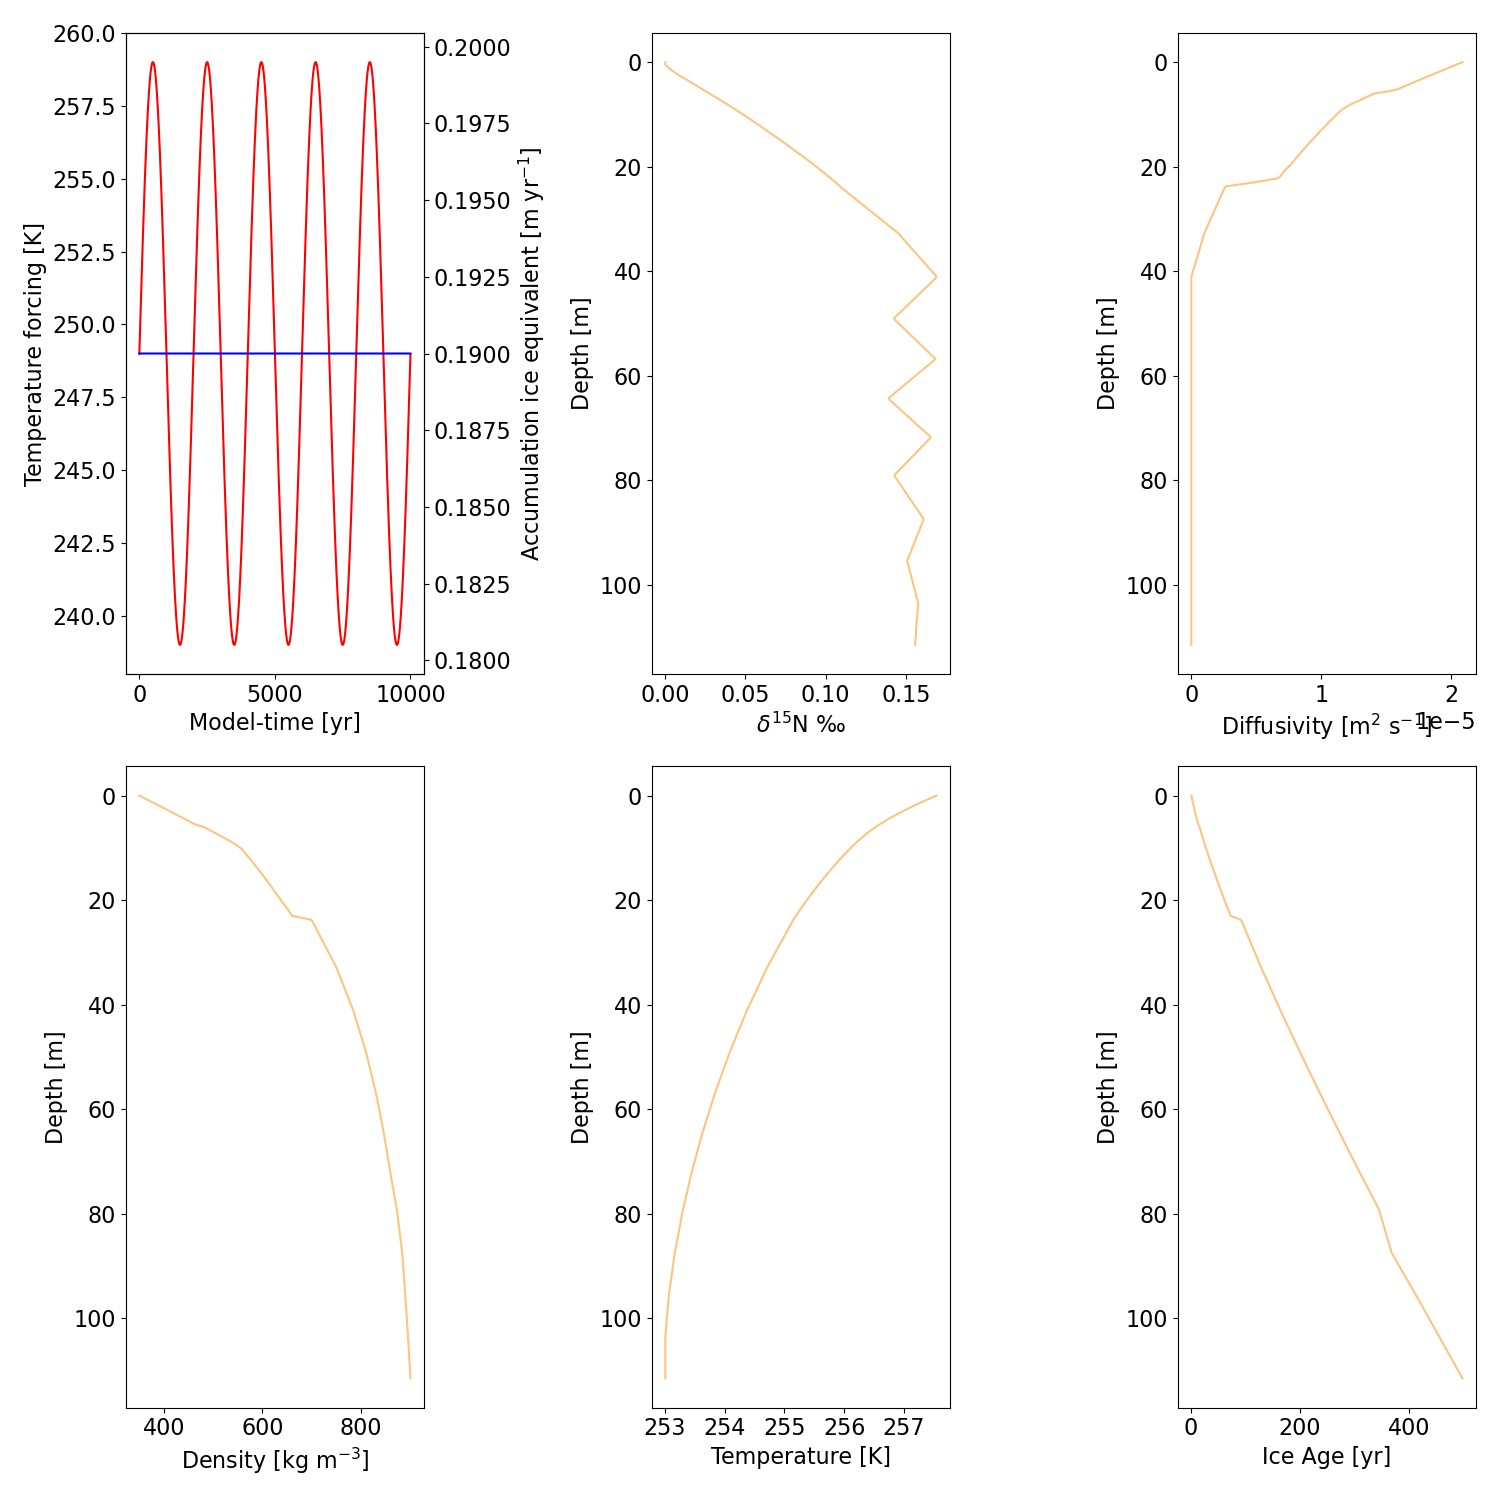 260.0
257.5
255.0
252.5
250.0
247.5
245.0
242.5
240.0
Temperature forcing [K]
0.2000
0.1975
0.1950
0.1925
0.1900
0.1875
0.1850
0.1825
0.1800
Accumulation ice equivalent [m yr⁻¹]
0 5000 10000
Model-time [yr]
0
20
40
60
80
100
Depth [m]
0.00 0.05 0.10 0.15
δ¹⁵N ‰
0
20
40
60
80
100
Depth [m]
0 1 2
Diffusivity [m² s⁻¹]
1e−5
0
20
40
60
80
100
Depth [m]
400 600 800
Density [kg m⁻³]
0
20
40
60
80
100
Depth [m]
253 254 255 256 257
Temperature [K]
0
20
40
60
80
100
Depth [m]
0 200 400
Ice Age [yr]